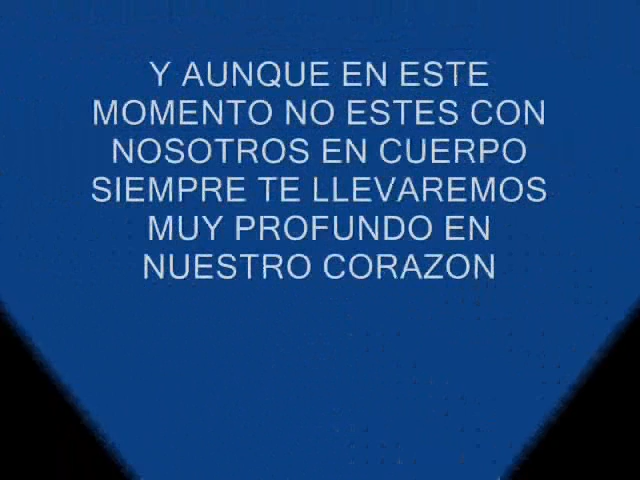 Y AUNQUE EN ESTE
MOMENTO NO ESTES CON
NOSOTROS EN CUERPO
SIEMPRE TE LLEVAREMOS
MUY PROFUNDO EN
NUESTRO CORAZON